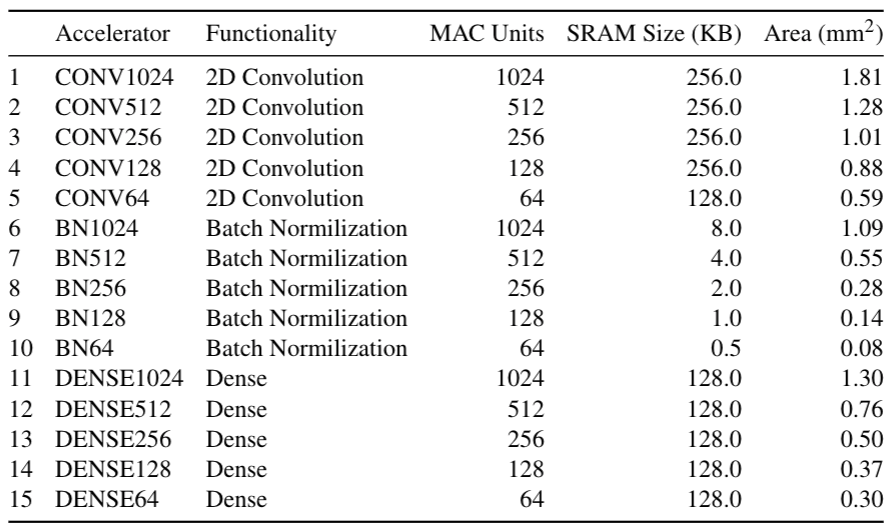 Accelerator Functionality MAC Units SRAM Size (KB) Area (mm²)
1 CONV1024 2D Convolution 1024 256.0 1.81
2 CONV512 2D Convolution 512 256.0 1.28
3 CONV256 2D Convolution 256 256.0 1.01
4 CONV128 2D Convolution 128 256.0 0.88
5 CONV64 2D Convolution 64 128.0 0.59
6 BN1024 Batch Normilization 1024 8.0 1.09
7 BN512 Batch Normilization 512 4.0 0.55
8 BN256 Batch Normilization 256 2.0 0.28
9 BN128 Batch Normilization 128 1.0 0.14
10 BN64 Batch Normilization 64 0.5 0.08
11 DENSE1024 Dense 1024 128.0 1.30
12 DENSE512 Dense 512 128.0 0.76
13 DENSE256 Dense 256 128.0 0.50
14 DENSE128 Dense 128 128.0 0.37
15 DENSE64 Dense 64 128.0 0.30